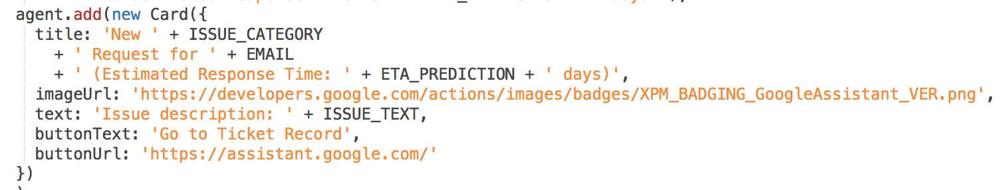 agent.add(new Card({
title: 'New ' + ISSUE_CATEGORY
+ ' Request for ' + EMAIL
+ ' (Estimated Response Time: ' + ETA_PREDICTION + ' days)',
imageUrl: 'https://developers.google.com/actions/images/badges/XPM_BADGING_GoogleAssistant_VER.png',
text: 'Issue description: ' + ISSUE_TEXT,
buttonText: 'Go to Ticket Record',
buttonUrl: 'https://assistant.google.com/'
})